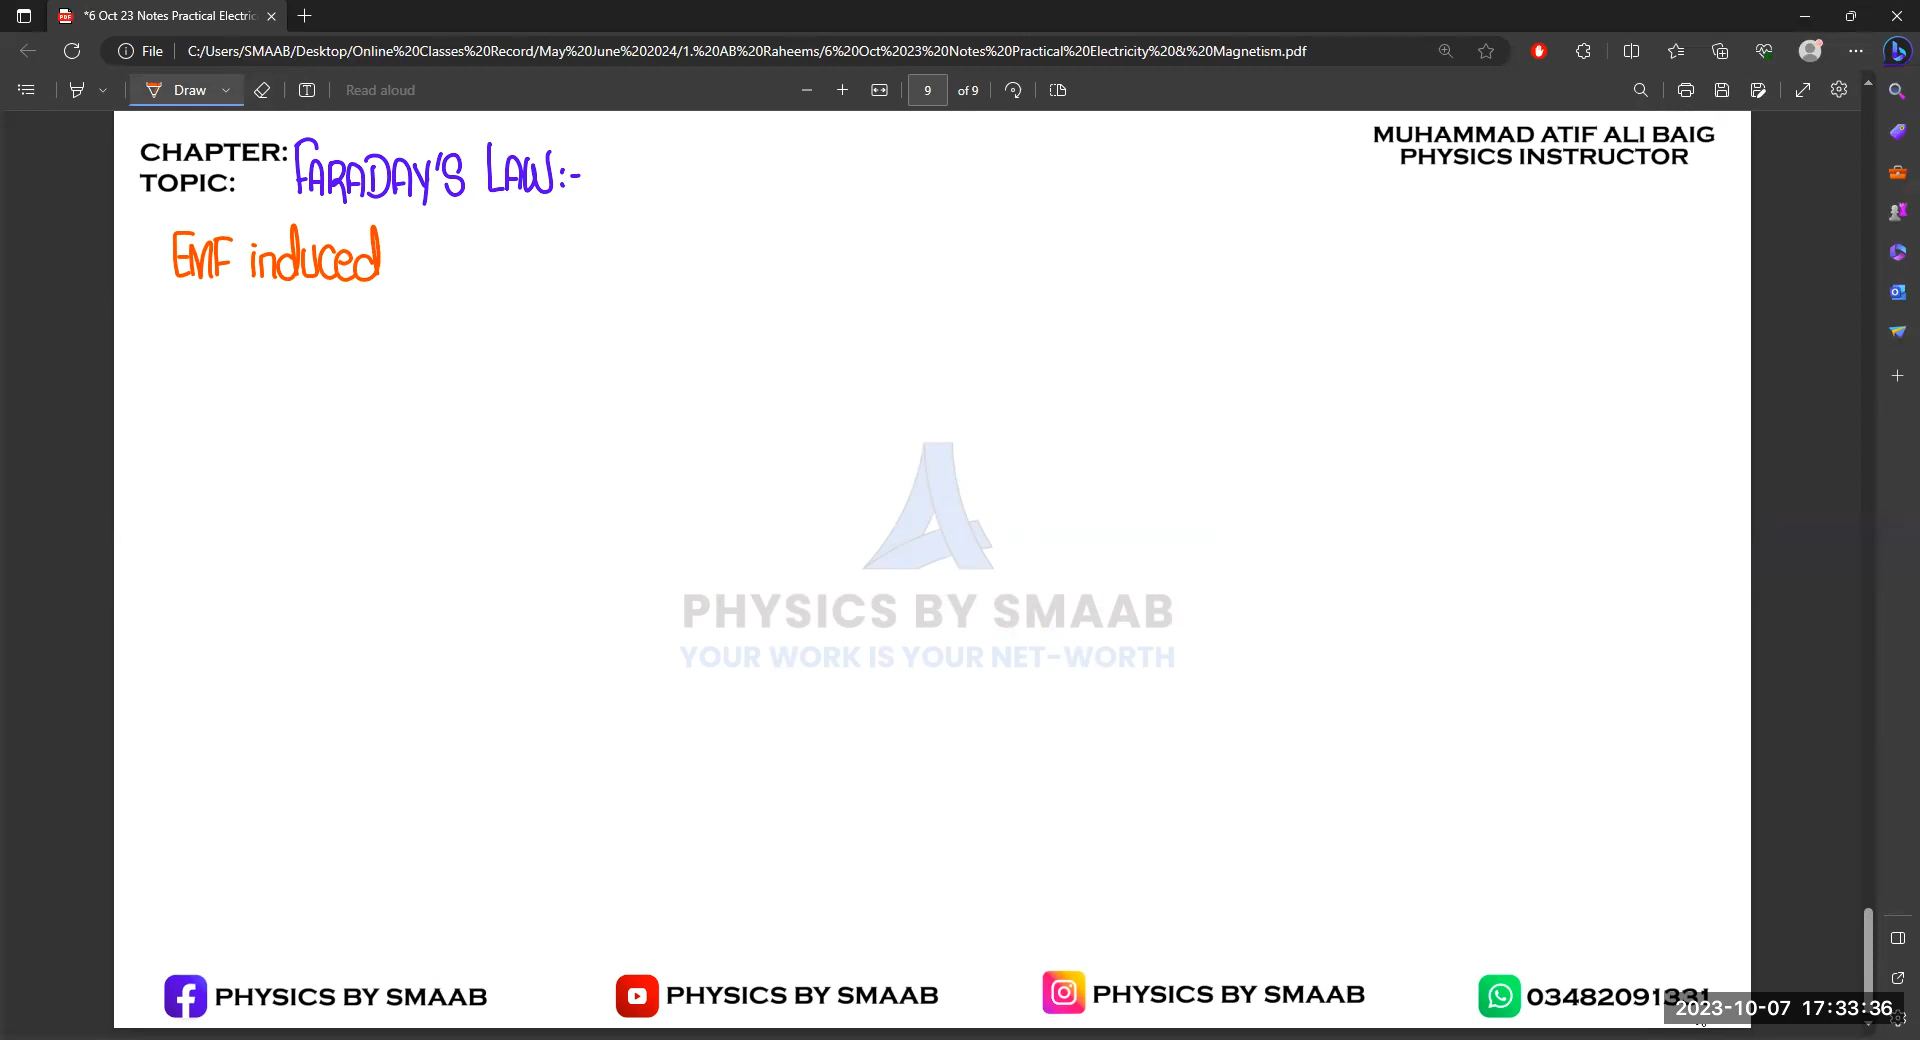 *6 Oct 23 Notes Practical Electric
File
C:/Users/SMAAB/Desktop/Online%20Classes%20Record/May%20June%202024/1.%20AB%20Raheems/6%20Oct%2023%20Notes%20Practical%20Electricity%20&%20Magnetism.pdf
Draw
Read aloud
9 of 9
CHAPTER:
TOPIC:
FARADAY'S LAW:-
MUHAMMAD ATIF ALI BAIG
PHYSICS INSTRUCTOR
EMF induced
PHYSICS BY SMAAB
YOUR WORK IS YOUR NET-WORTH
PHYSICS BY SMAAB
PHYSICS BY SMAAB
PHYSICS BY SMAAB
03482091331
2023-10-07 17:33:36